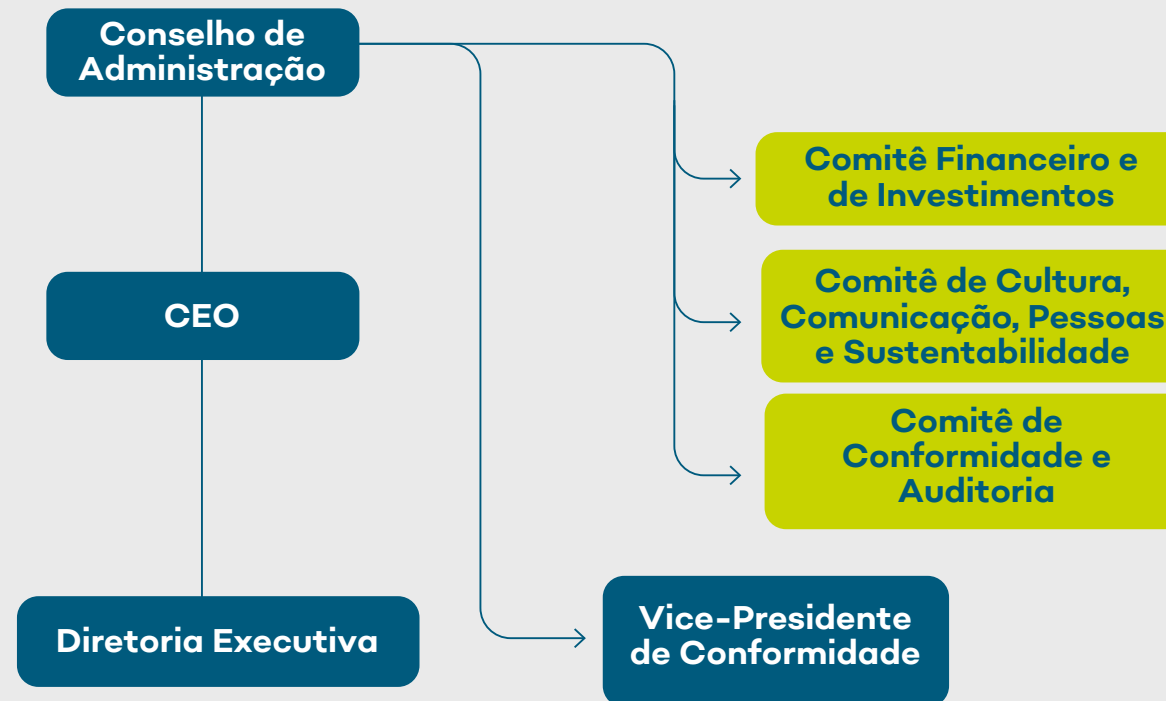 Conselho de
Administração
Comitê Financeiro e
de Investimentos
CEO
Comitê de Cultura,
Comunicação, Pessoas
e Sustentabilidade
Comitê de
Conformidade e
Auditoria
Diretoria Executiva
Vice-Presidente
de Conformidade